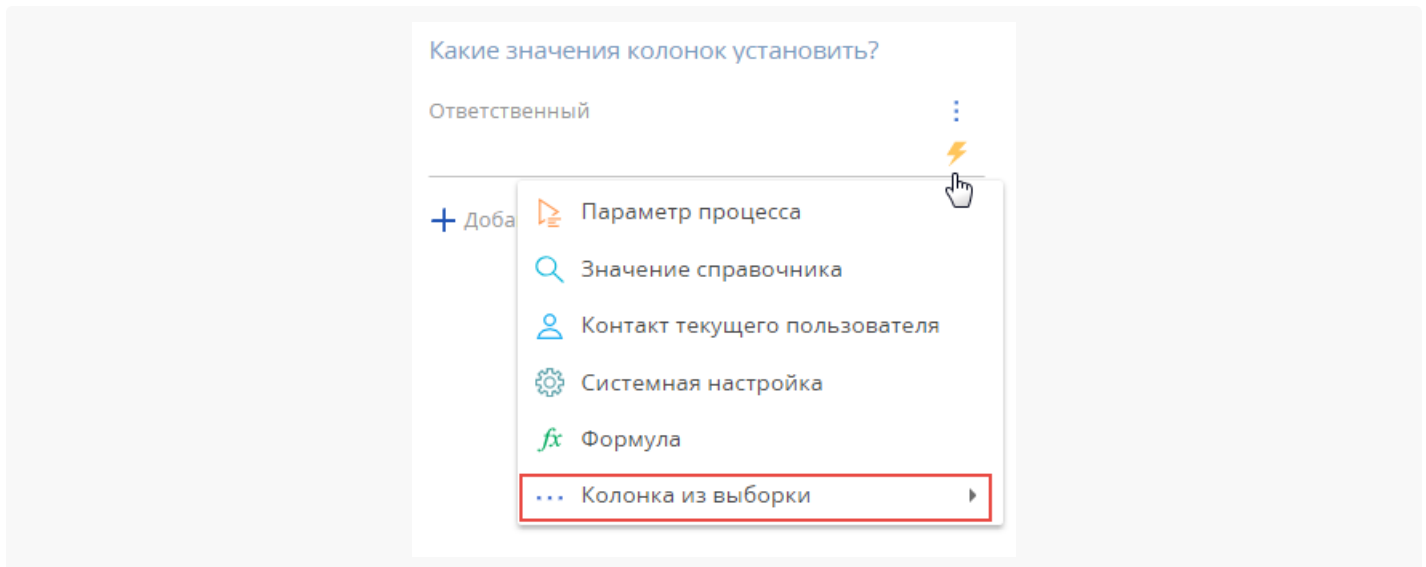 Какие значения колонок установить?
Ответственный
Доба
Параметр процесса
Значение справочника
Контакт текущего пользователя
Системная настройка
fx Формула
Колонка из выборки